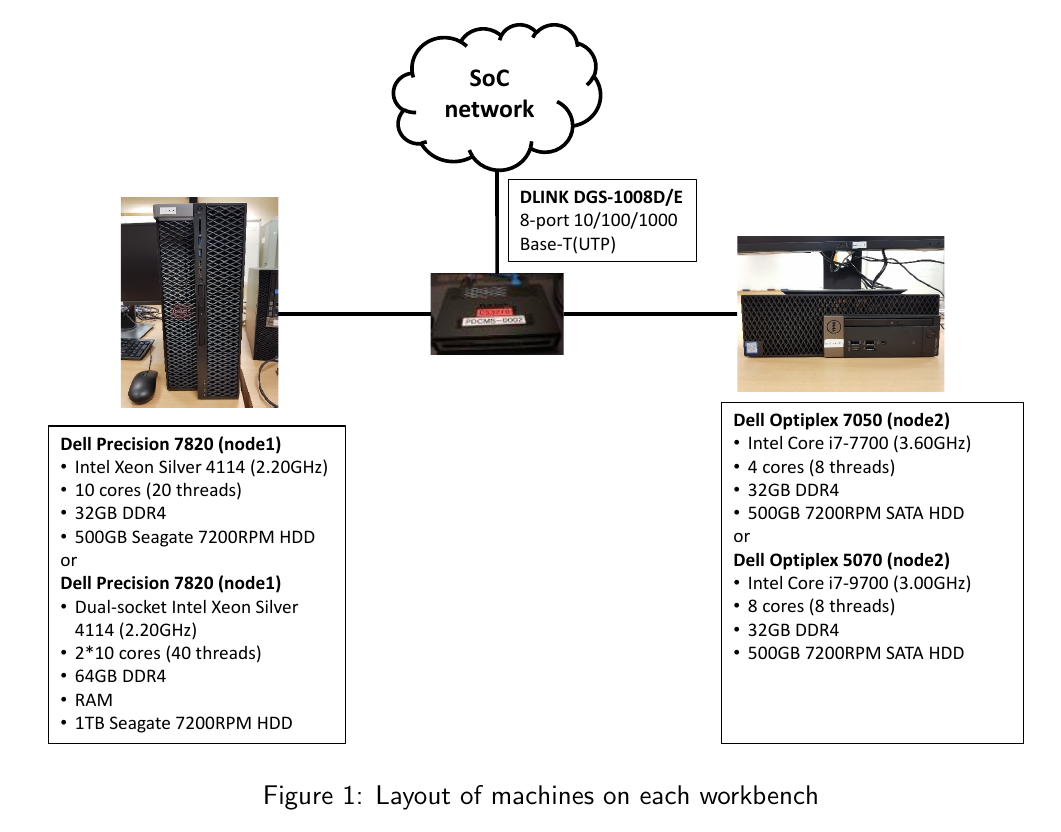 SoC
network
DLINK DGS-1008D/E
8-port 10/100/1000
Base-T(UTP)
PDCMS-0002
Dell Precision 7820 (node1)
• Intel Xeon Silver 4114 (2.20GHz)
• 10 cores (20 threads)
• 32GB DDR4
• 500GB Seagate 7200RPM HDD
or
Dell Precision 7820 (node1)
• Dual-socket Intel Xeon Silver
4114 (2.20GHz)
• 2*10 cores (40 threads)
• 64GB DDR4
• RAM
• 1TB Seagate 7200RPM HDD
Dell Optiplex 7050 (node2)
• Intel Core i7-7700 (3.60GHz)
• 4 cores (8 threads)
• 32GB DDR4
• 500GB 7200RPM SATA HDD
or
Dell Optiplex 5070 (node2)
• Intel Core i7-9700 (3.00GHz)
• 8 cores (8 threads)
• 32GB DDR4
• 500GB 7200RPM SATA HDD
Figure 1: Layout of machines on each workbench